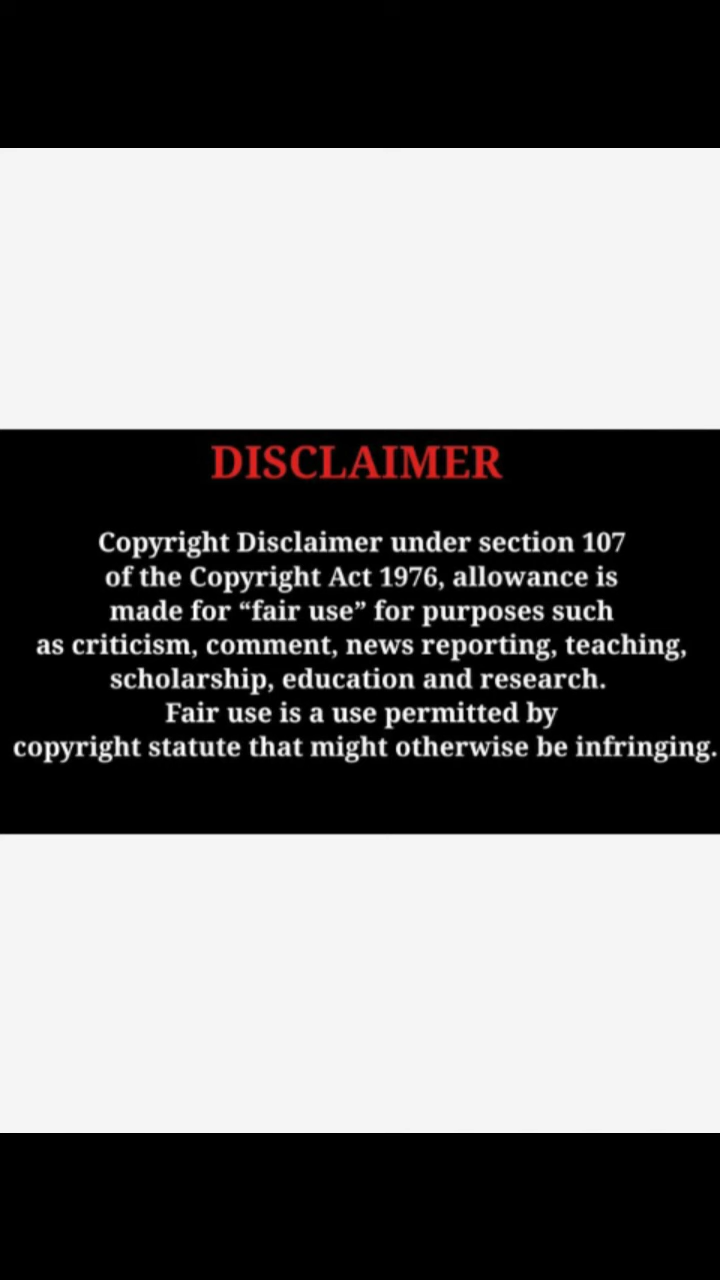 DISCLAIMER
Copyright Disclaimer under section 107
of the Copyright Act 1976, allowance is
made for “fair use” for purposes such
as criticism, comment, news reporting, teaching,
scholarship, education and research.
Fair use is a use permitted by
copyright statute that might otherwise be infringing.